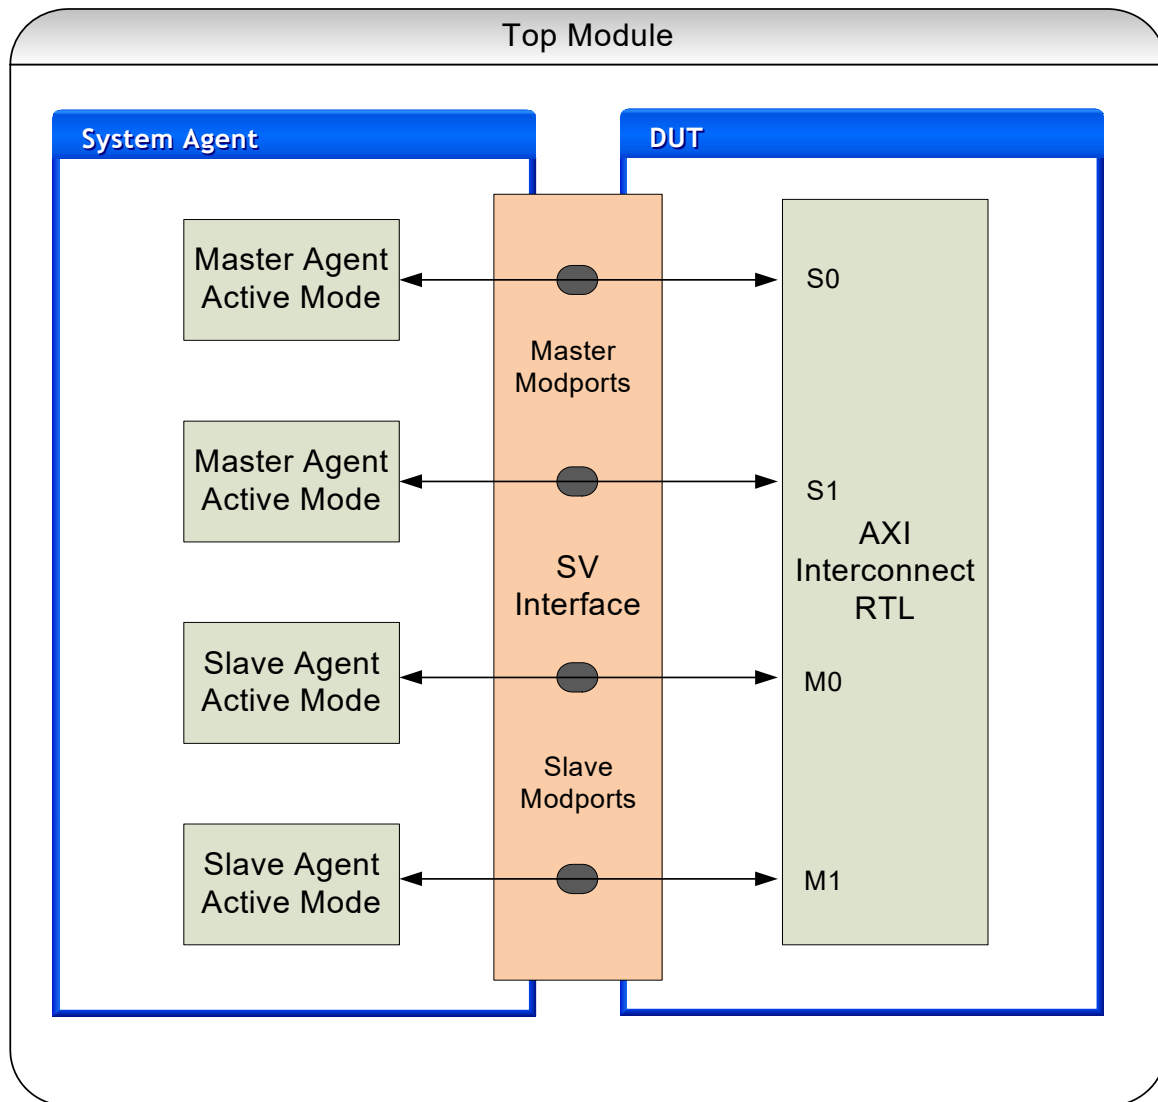 Top Module
System Agent
DUT
Master Agent
Active Mode
S0
Master
Modports
Master Agent
Active Mode
S1
SV
Interface
AXI
Interconnect
RTL
Slave Agent
Active Mode
M0
Slave
Modports
Slave Agent
Active Mode
M1